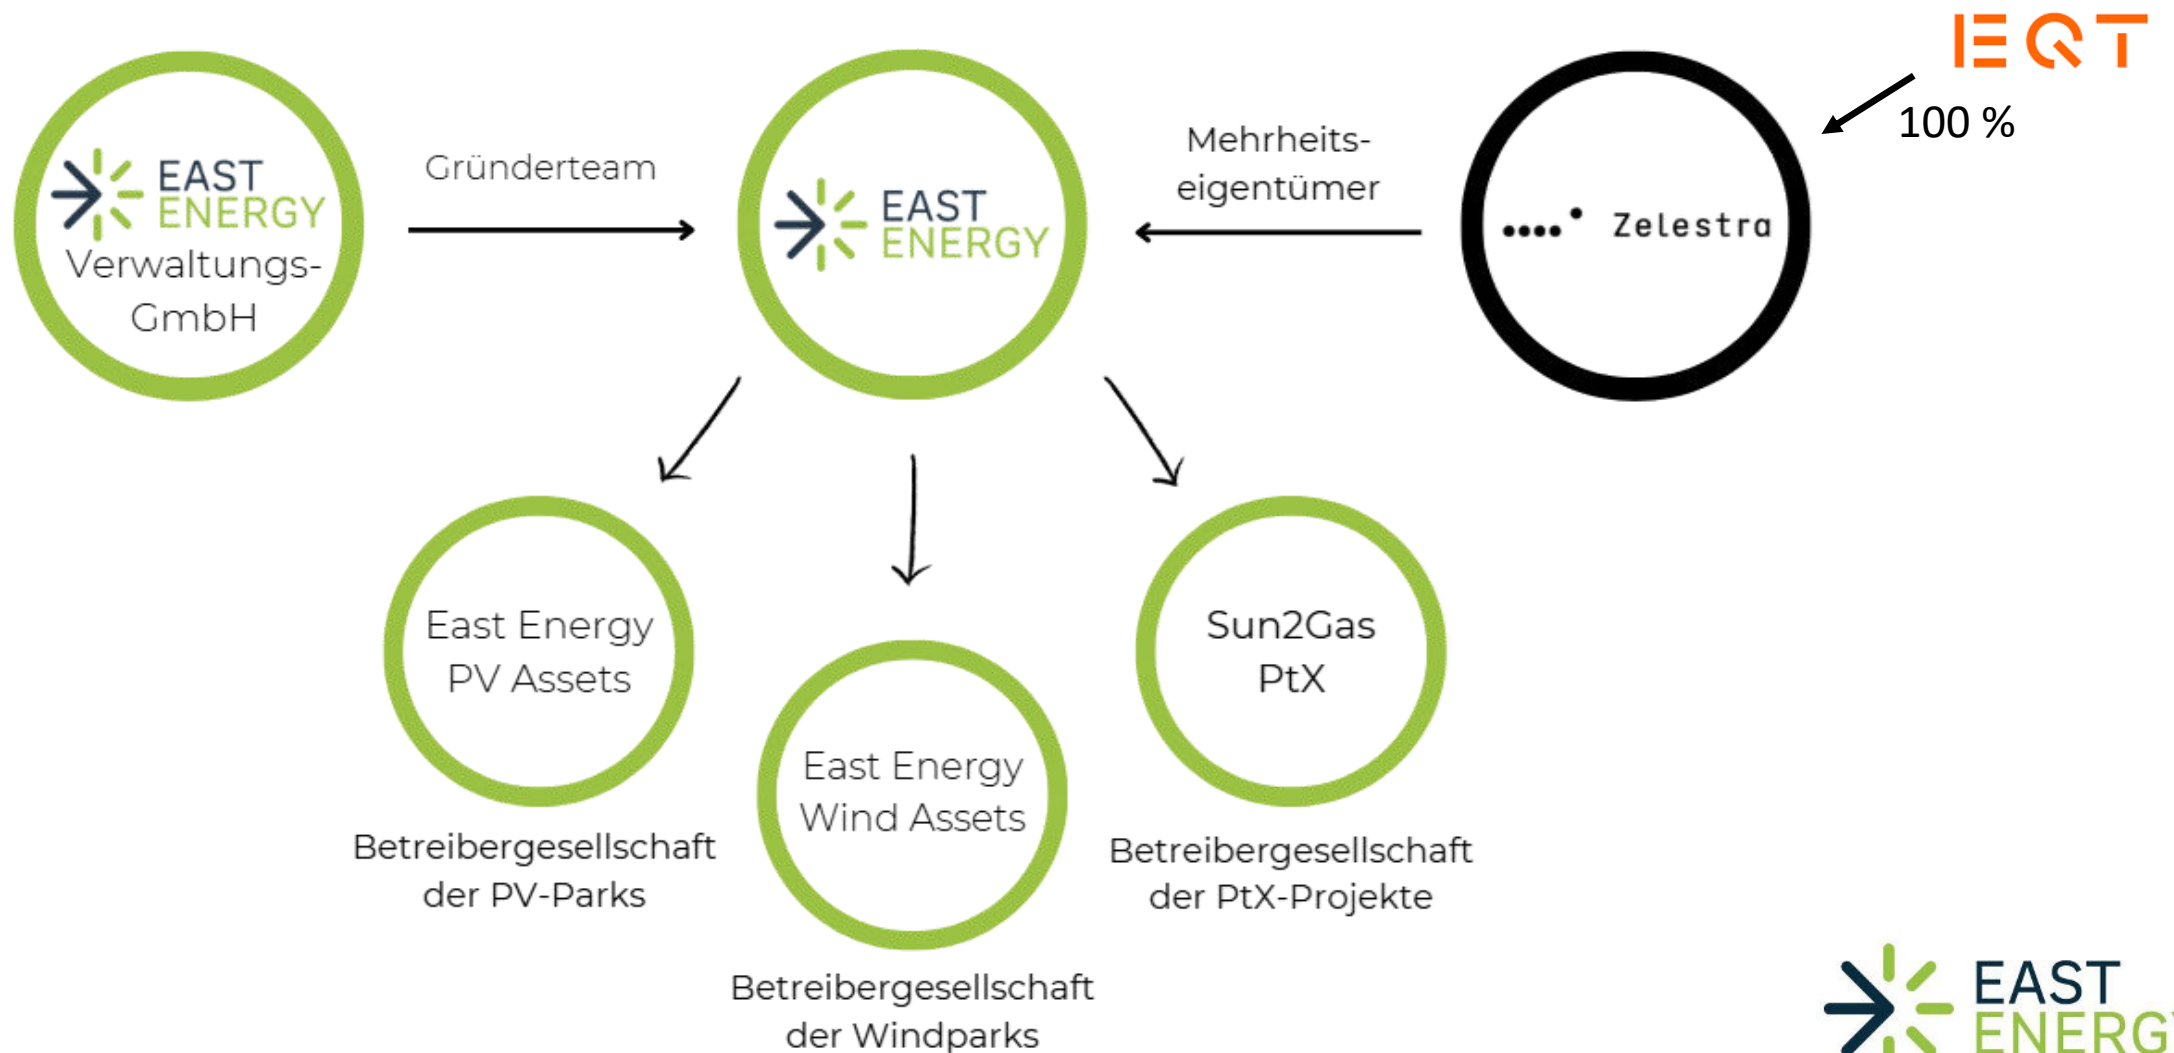 EQT
100 %
EAST
ENERGY
Verwaltungs-
GmbH
Gründerteam
EAST
ENERGY
Mehrheits-
eigentümer
Zelestra
East Energy
PV Assets
Betreibergesellschaft
der PV-Parks
East Energy
Wind Assets
Betreibergesellschaft
der Windparks
Sun2Gas
PtX
Betreibergesellschaft
der PtX-Projekte
EAST
ENERGY